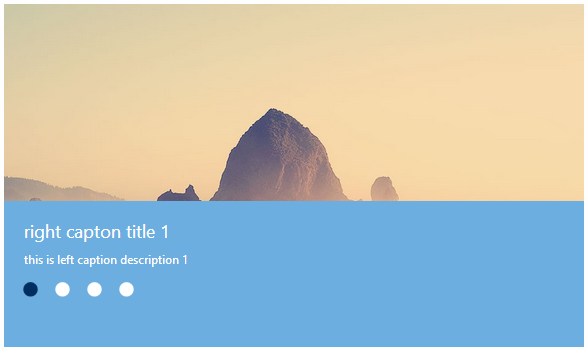 right capton title 1
this is left caption description 1